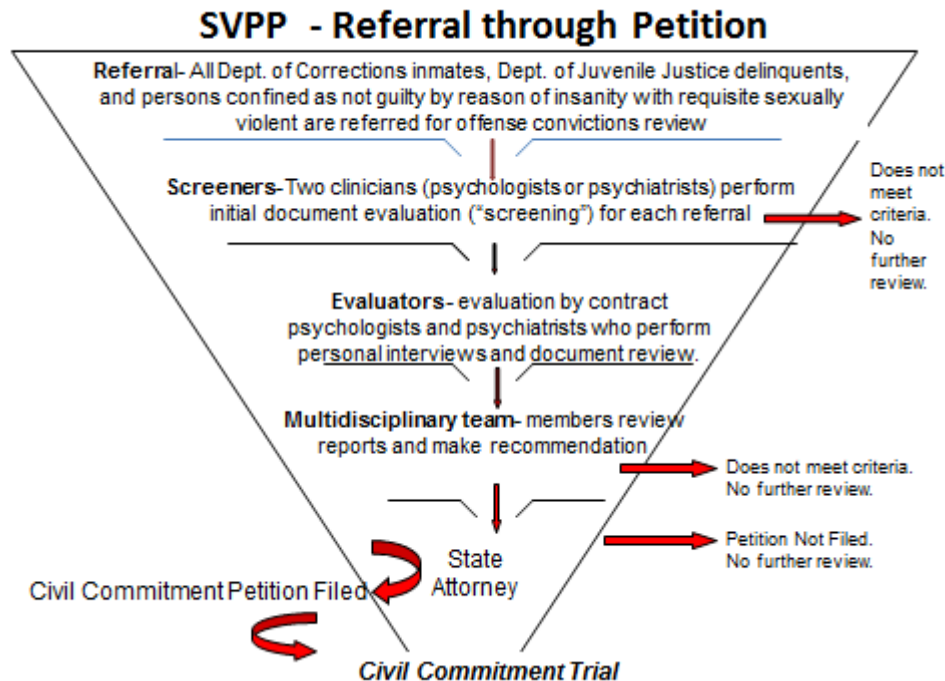 SVPP - Referral through Petition
Referral- All Dept. of Corrections inmates, Dept. of Juvenile Justice delinquents,
and persons confined as not guilty by reason of insanity with requisite sexually
violent are referred for offense convictions review
Screeners- Two clinicians (psychologists or psychiatrists) perform
initial document evaluation ("screening") for each referral
Does not
meet
criteria.
No
further
review.
Evaluators- evaluation by contract
psychologists and psychiatrists who perform
personal interviews and document review.
Multidisciplinary team- members review
reports and make recommendation
Does not meet criteria.
No further review.
Petition Not Filed.
No further review.
State
Attorney
Civil Commitment Petition Filed
Civil Commitment Trial